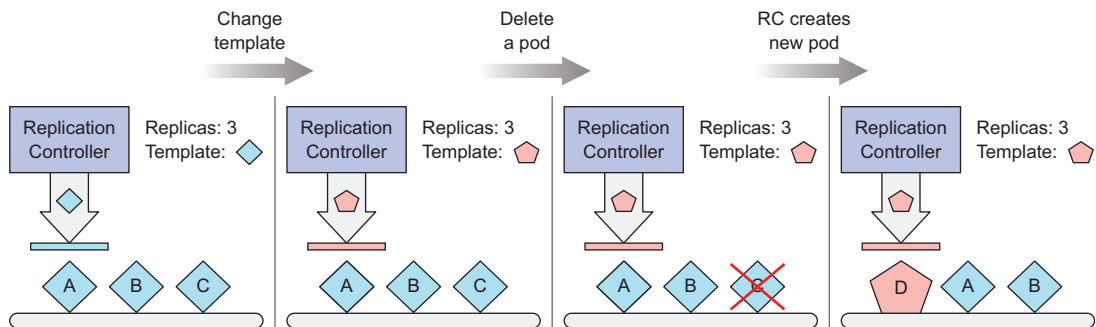 Change
template
Delete
a pod
RC creates
new pod
Replication
Controller
Replicas: 3
Template:
A
B
C
Replication
Controller
Replicas: 3
Template:
A
B
C
Replication
Controller
Replicas: 3
Template:
A
B
C
Replication
Controller
Replicas: 3
Template:
D
A
B